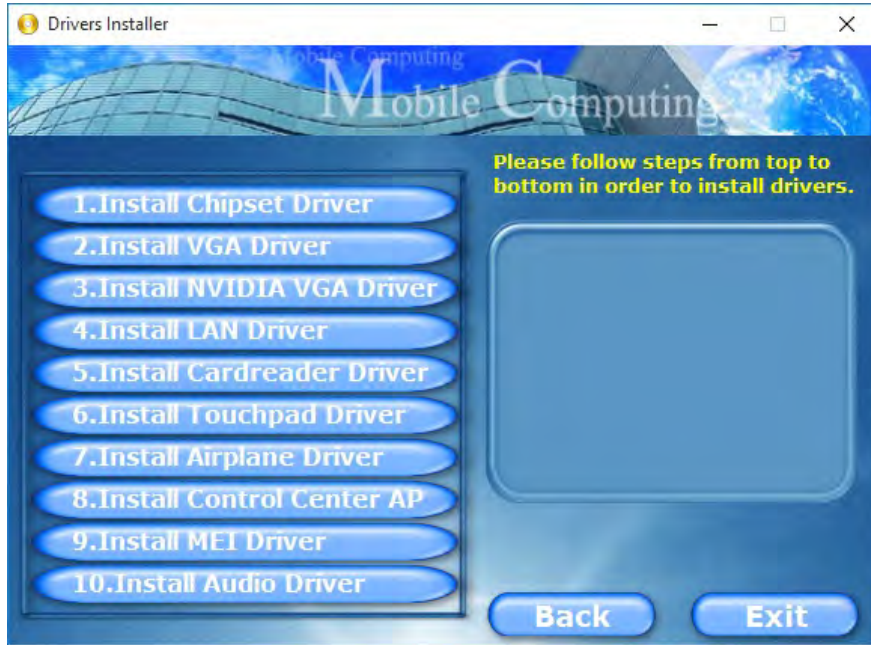 Drivers Installer
Mobile Computing
Mobile Computing
Please follow steps from top to
bottom in order to install drivers.
1.Install Chipset Driver
2.Install VGA Driver
3.Install NVIDIA VGA Driver
4.Install LAN Driver
5.Install Cardreader Driver
6.Install Touchpad Driver
7.Install Airplane Driver
8.Install Control Center AP
9.Install MEI Driver
10.Install Audio Driver
Back
Exit